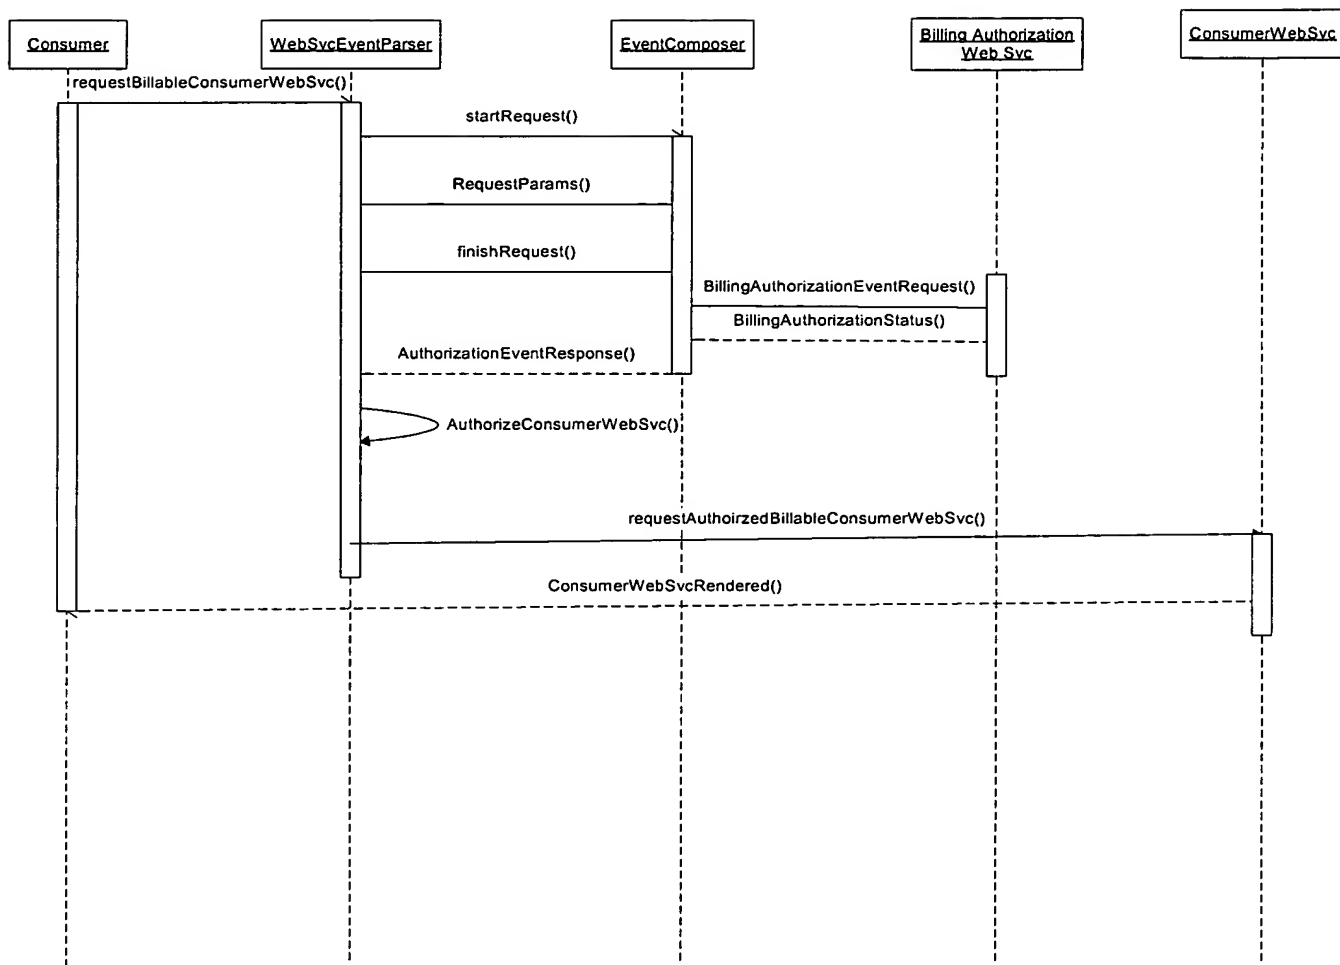 Consumer
WebSvcEventParser
EventComposer
Billing Authorization
Web Svc
ConsumerWebSvc
requestBillableConsumerWebSvc()
startRequest()
RequestParams()
finishRequest()
BillingAuthorizationEventRequest()
BillingAuthorizationStatus()
AuthorizationEventResponse()
AuthorizeConsumerWebSvc()
requestAuthoirzedBillableConsumerWebSvc()
ConsumerWebSvcRendered()